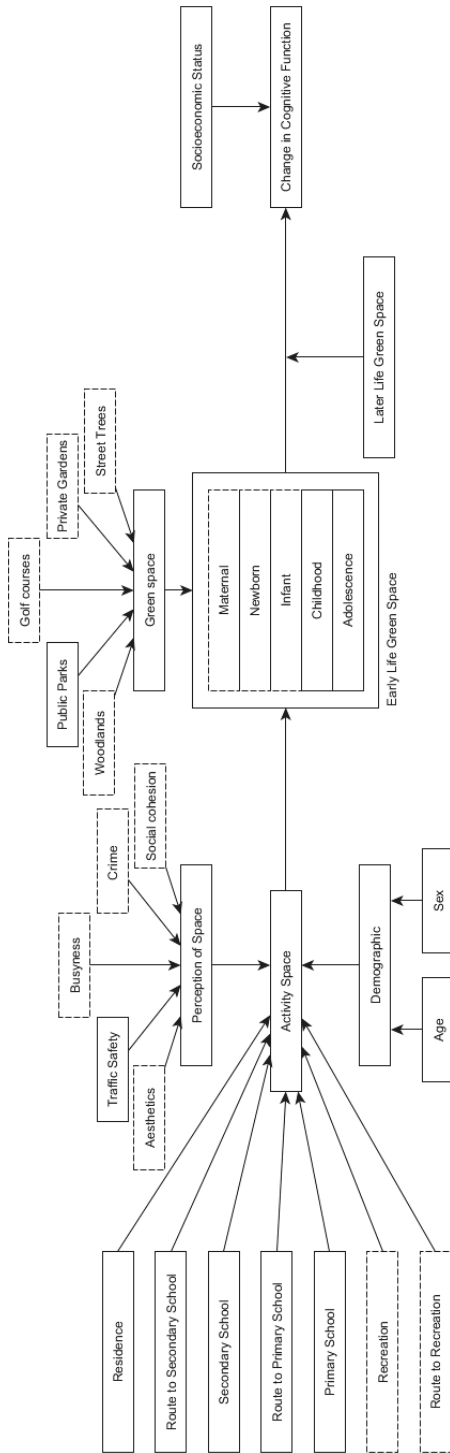 Residence
Route to Secondary School
Secondary School
Route to Primary School
Primary School
Recreation
Route to Recreation
Aesthetics
Traffic Safety
Busyness
Crime
Social cohesion
Perception of Space
Activity Space
Demographic
Age
Sex
Woodlands
Public Parks
Golf courses
Private Gardens
Street Trees
Green space
Maternal
Newborn
Infant
Childhood
Adolescence
Early Life Green Space
Later Life Green Space
Socioeconomic Status
Change in Cognitive Function